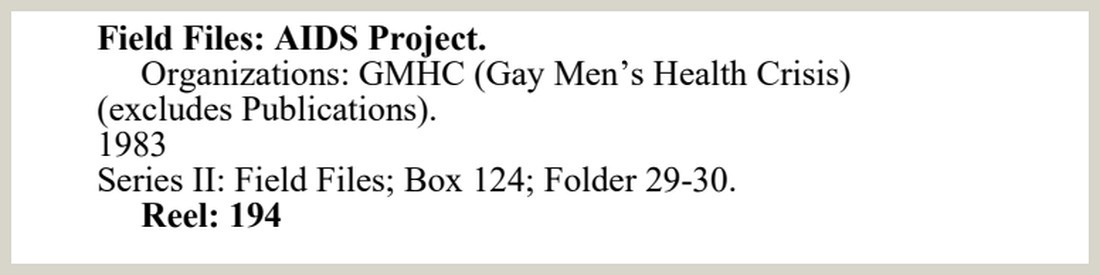 Field Files: AIDS Project.
Organizations: GMHC (Gay Men’s Health Crisis)
(excludes Publications).
1983
Series II: Field Files; Box 124; Folder 29-30.
Reel: 194